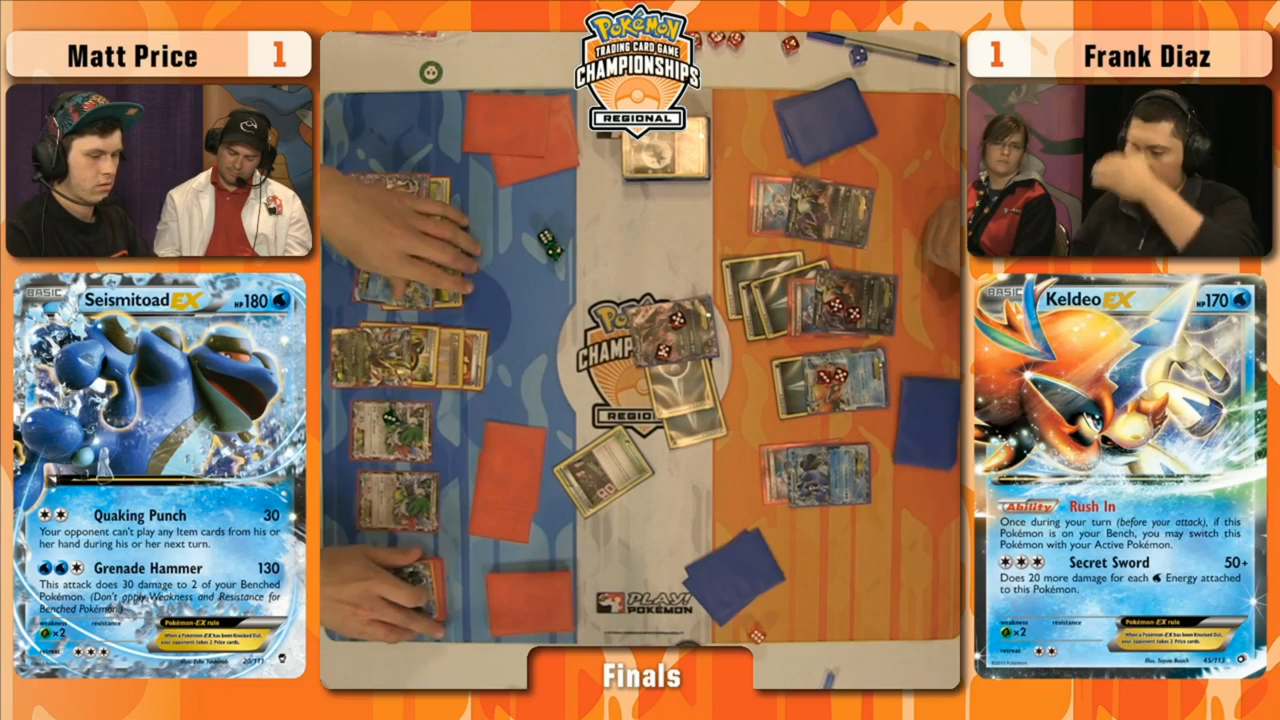 Matt Price 1
Pokémon
TRADING CARD GAME
CHAMPIONSHIPS
REGIONAL
1 Frank Diaz
BASIC Seismitoad EX HP180
Quaking Punch 30
Your opponent can't play any Item cards from his or
her hand during his or her next turn.
Grenade Hammer 130
This attack does 30 damage to 2 of your Benched
Pokémon. (Don't apply Weakness and Resistance for
Benched Pokémon.)
weakness resistance Pokémon-EX rule
×2 When a Pokémon-EX has been Knocked Out,
your opponent takes 2 Prize cards.
retreat
20/111
BASIC Keldeo EX HP170
Ability Rush In
Once during your turn (before your attack), if this
Pokémon is on your Bench, you may switch this
Pokémon with your Active Pokémon.
Secret Sword 50+
Does 20 more damage for each Energy attached
to this Pokémon.
weakness resistance Pokémon-EX rule
×2 When a Pokémon-EX has been Knocked Out,
your opponent takes 2 Prize cards.
retreat
45/113
Po
CHAMP
REGIO
PLAY!
POKÉMON
Finals